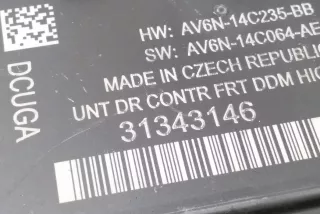 HW: AV6N-14C235-BB
SW: AV6N-14C064-AE
MADE IN CZECH REPUBLIC
UNT DR CONTR FRT DDM HIG
31343146
DCUGA